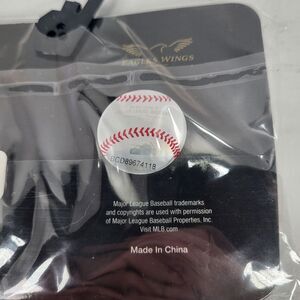 EAGLES WINGS
BCD89674118
Major League Baseball trademarks
and copyrights are used with permission
of Major League Baseball Properties, Inc.
Visit MLB.com
Made In China